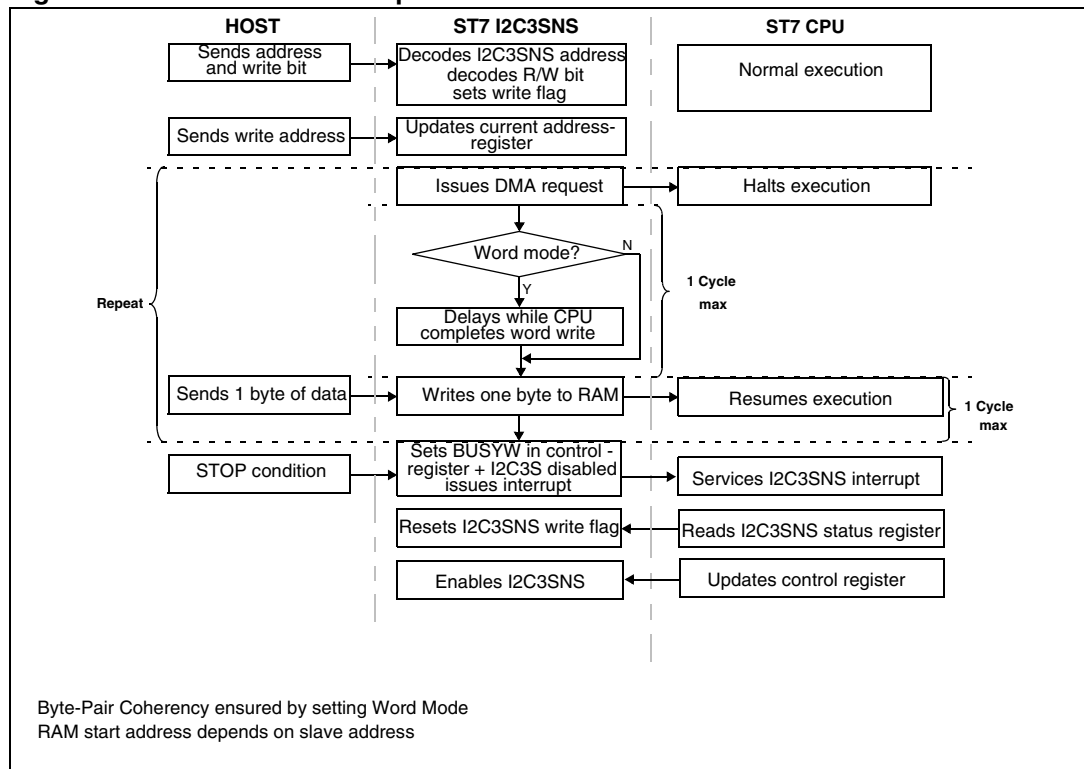 HOST
ST7 I2C3SNS
ST7 CPU
Sends address
and write bit
Decodes I2C3SNS address
decodes R/W bit
sets write flag
Normal execution
Sends write address
Updates current address-
register
Issues DMA request
Halts execution
Word mode?
N
Y
Repeat
1 Cycle
max
Delays while CPU
completes word write
Sends 1 byte of data
Writes one byte to RAM
Resumes execution
1 Cycle
max
STOP condition
Sets BUSYW in control -
register + I2C3S disabled
issues interrupt
Services I2C3SNS interrupt
Resets I2C3SNS write flag
Reads I2C3SNS status register
Enables I2C3SNS
Updates control register
Byte-Pair Coherency ensured by setting Word Mode
RAM start address depends on slave address